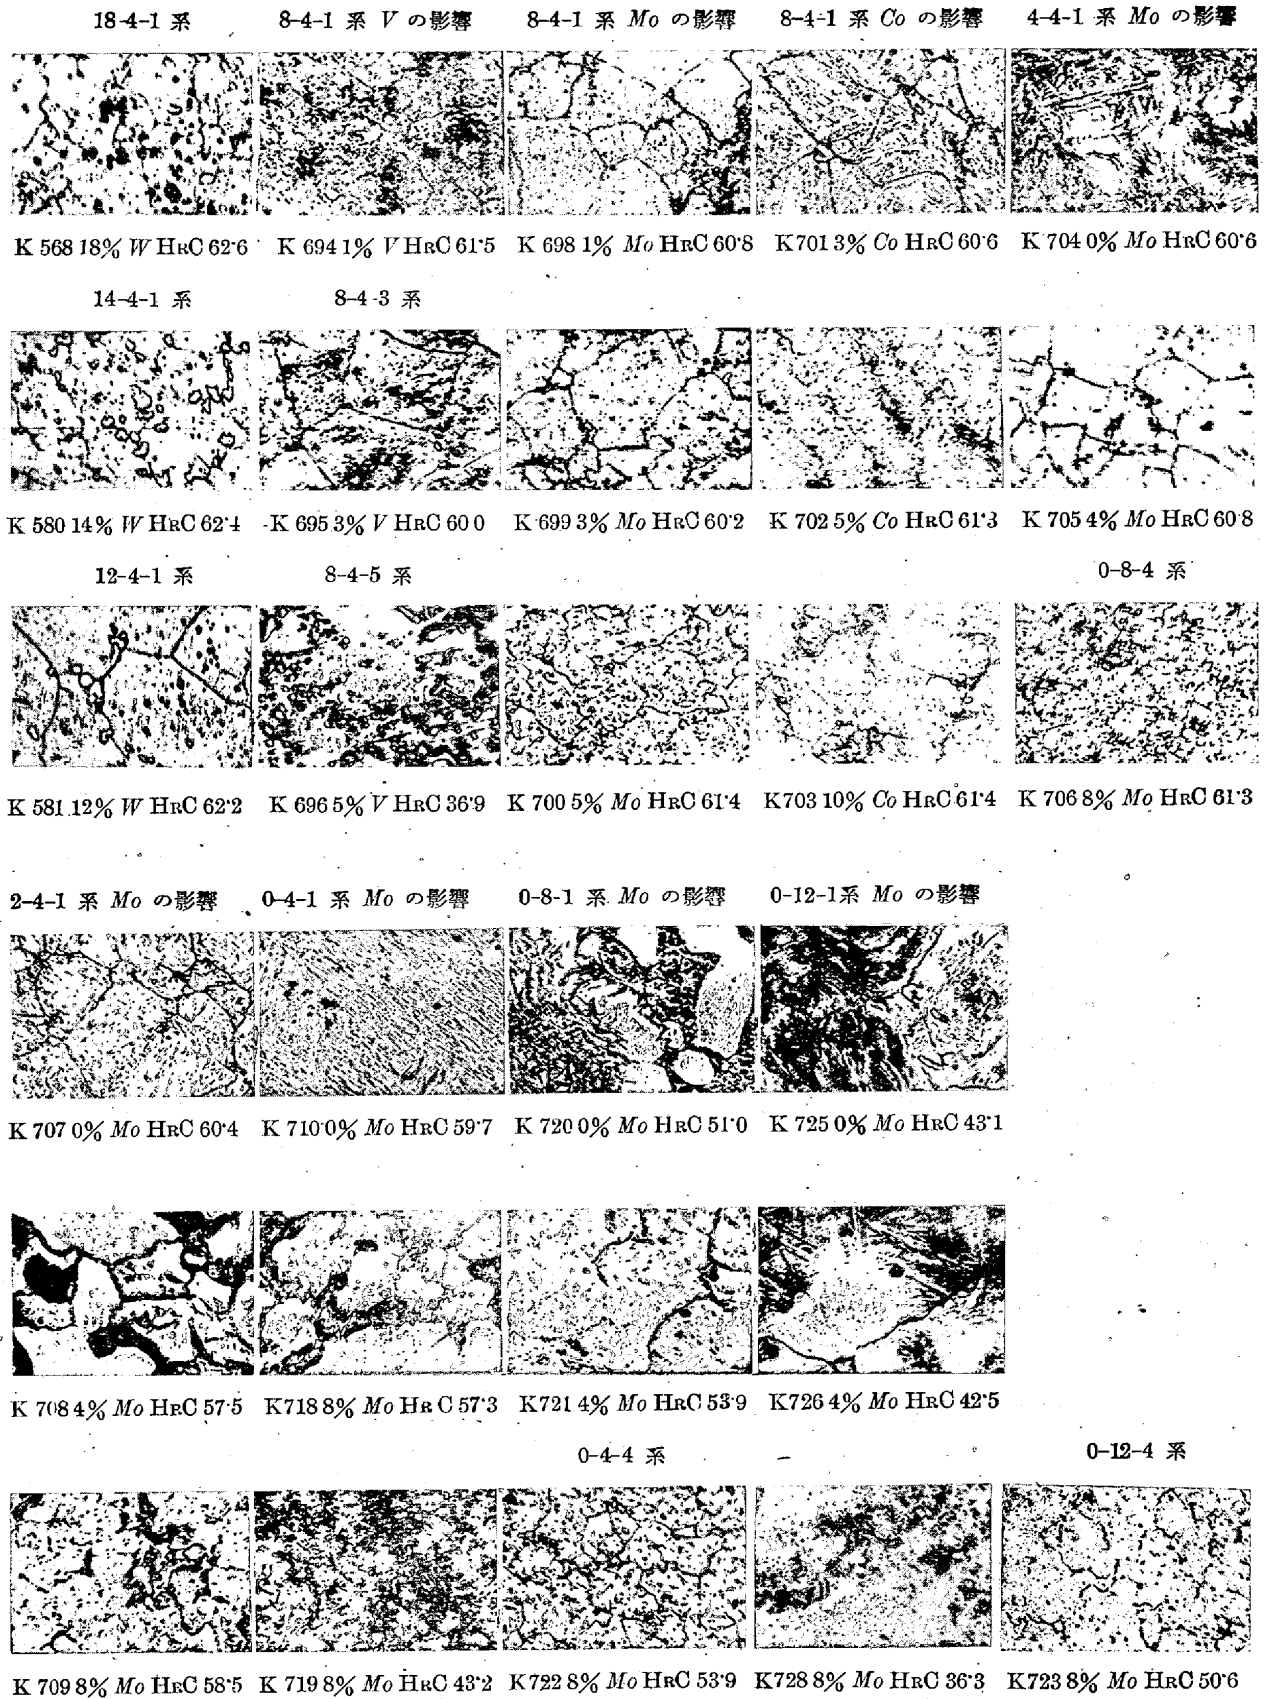 18-4-1 系 8-4-1 系 V の影響 8-4-1 系 Mo の影響 8-4-1 系 Co の影響 4-4-1 系 Mo の影響
K 568 18% W HRC 62·6 K 694 1% V HRC 61·5 K 698 1% Mo HRC 60·8 K701 3% Co HRC 60·6 K 704 0% Mo HRC 60·6
14-4-1 系 8-4-3 系
K 580 14% W HRC 62·4 K 695 3% V HRC 60 0 K 699 3% Mo HRC 60·2 K 702 5% Co HRC 61·3 K 705 4% Mo HRC 60·8
12-4-1 系 8-4-5 系 0-8-4 系
K 581 12% W HRC 62·2 K 696 5% V HRC 36·9 K 700 5% Mo HRC 61·4 K703 10% Co HRC 61·4 K 706 8% Mo HRC 61·3
2-4-1 系 Mo の影響 0-4-1 系 Mo の影響 0-8-1 系 Mo の影響 0-12-1系 Mo の影響
K 707 0% Mo HRC 60·4 K 710 0% Mo HRC 59·7 K 720 0% Mo HRC 51·0 K 725 0% Mo HRC 43·1
K 708 4% Mo HRC 57·5 K718 8% Mo HR C 57·3 K721 4% Mo HRC 53·9 K726 4% Mo HRC 42·5
0-4-4 系 0-12-4 系
K 709 8% Mo HRC 58·5 K 719 8% Mo HRC 43·2 K 722 8% Mo HRC 53·9 K728 8% Mo HRC 36·3 K723 8% Mo HRC 50·6